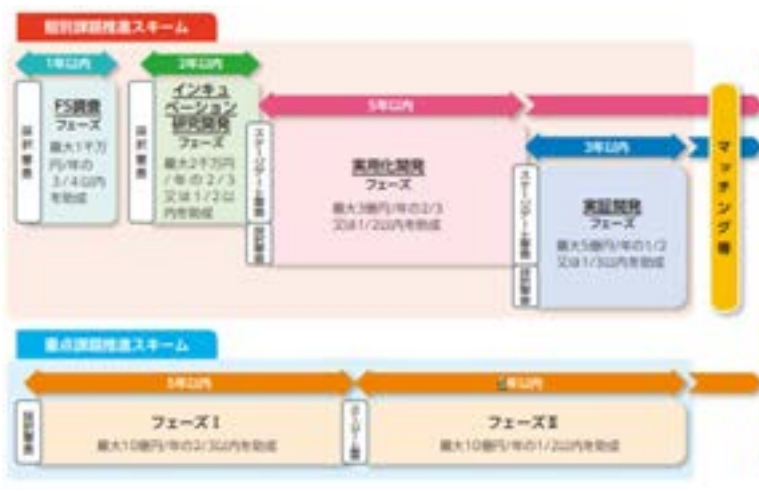 個別課題推進スキーム
1年以内
2年以内
5年以内
3年以内
採択審査
FS調査
フェーズ
最大1千万
円/年の
3/4以内
を助成
採択審査
インキュ
ベーション
研究開発
フェーズ
最大2千万円
/年の2/3
又は1/2以
内を助成
ステージゲート審査
採択審査
実用化開発
フェーズ
最大3億円/年の2/3
又は1/2以内を助成
ステージゲート審査
採択審査
実証開発
フェーズ
最大5億円/年の1/2
又は1/3以内を助成
マッチング等
重点課題推進スキーム
5年以内
年以内
採択審査
フェーズⅠ
最大10億円/年の2/3以内を助成
フェーズⅡ
最大10億円/年の1/2以内を助成